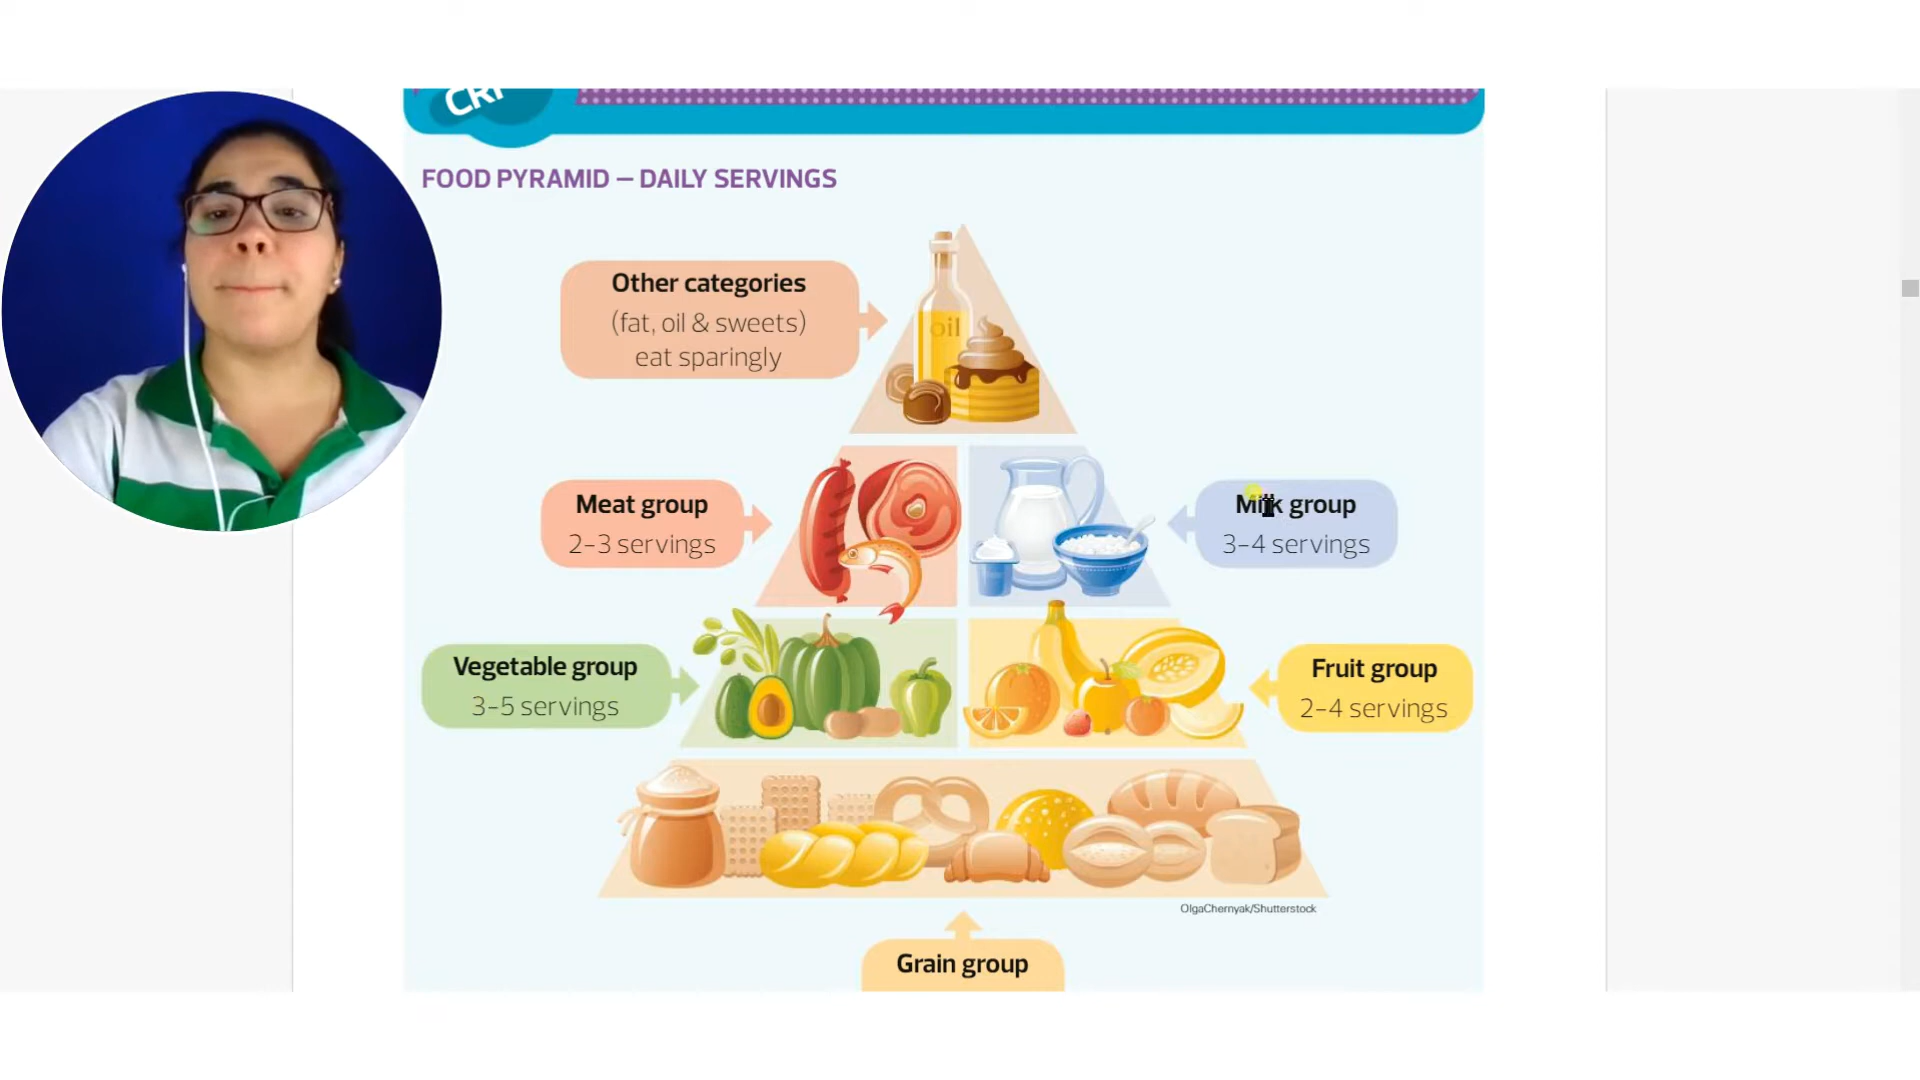 FOOD PYRAMID – DAILY SERVINGS
Other categories
(fat, oil & sweets)
eat sparingly
oil
Meat group
2-3 servings
Milk group
3-4 servings
Vegetable group
3-5 servings
Fruit group
2-4 servings
OlgaChernyak/Shutterstock
Grain group